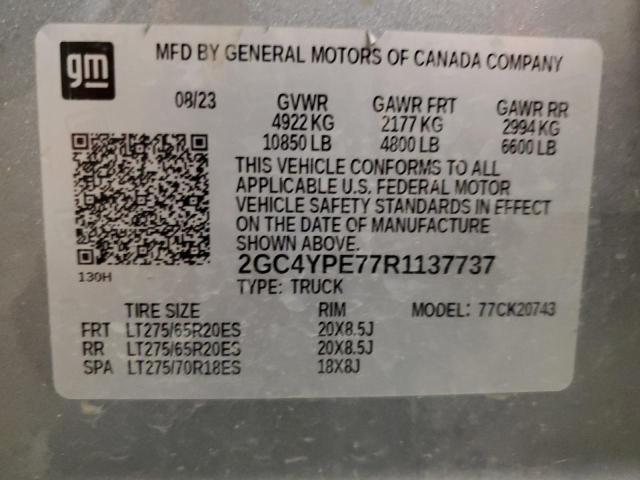 gm
MFD BY GENERAL MOTORS OF CANADA COMPANY
08/23 GVWR GAWR FRT GAWR RR
4922 KG 2177 KG 2994 KG
10850 LB 4800 LB 6600 LB
THIS VEHICLE CONFORMS TO ALL
APPLICABLE U.S. FEDERAL MOTOR
VEHICLE SAFETY STANDARDS IN EFFECT
ON THE DATE OF MANUFACTURE
SHOWN ABOVE.
130H
2GC4YPE77R1137737
TYPE: TRUCK
TIRE SIZE RIM MODEL: 77CK20743
FRT LT275/65R20ES 20X8.5J
RR LT275/65R20ES 20X8.5J
SPA LT275/70R18ES 18X8J